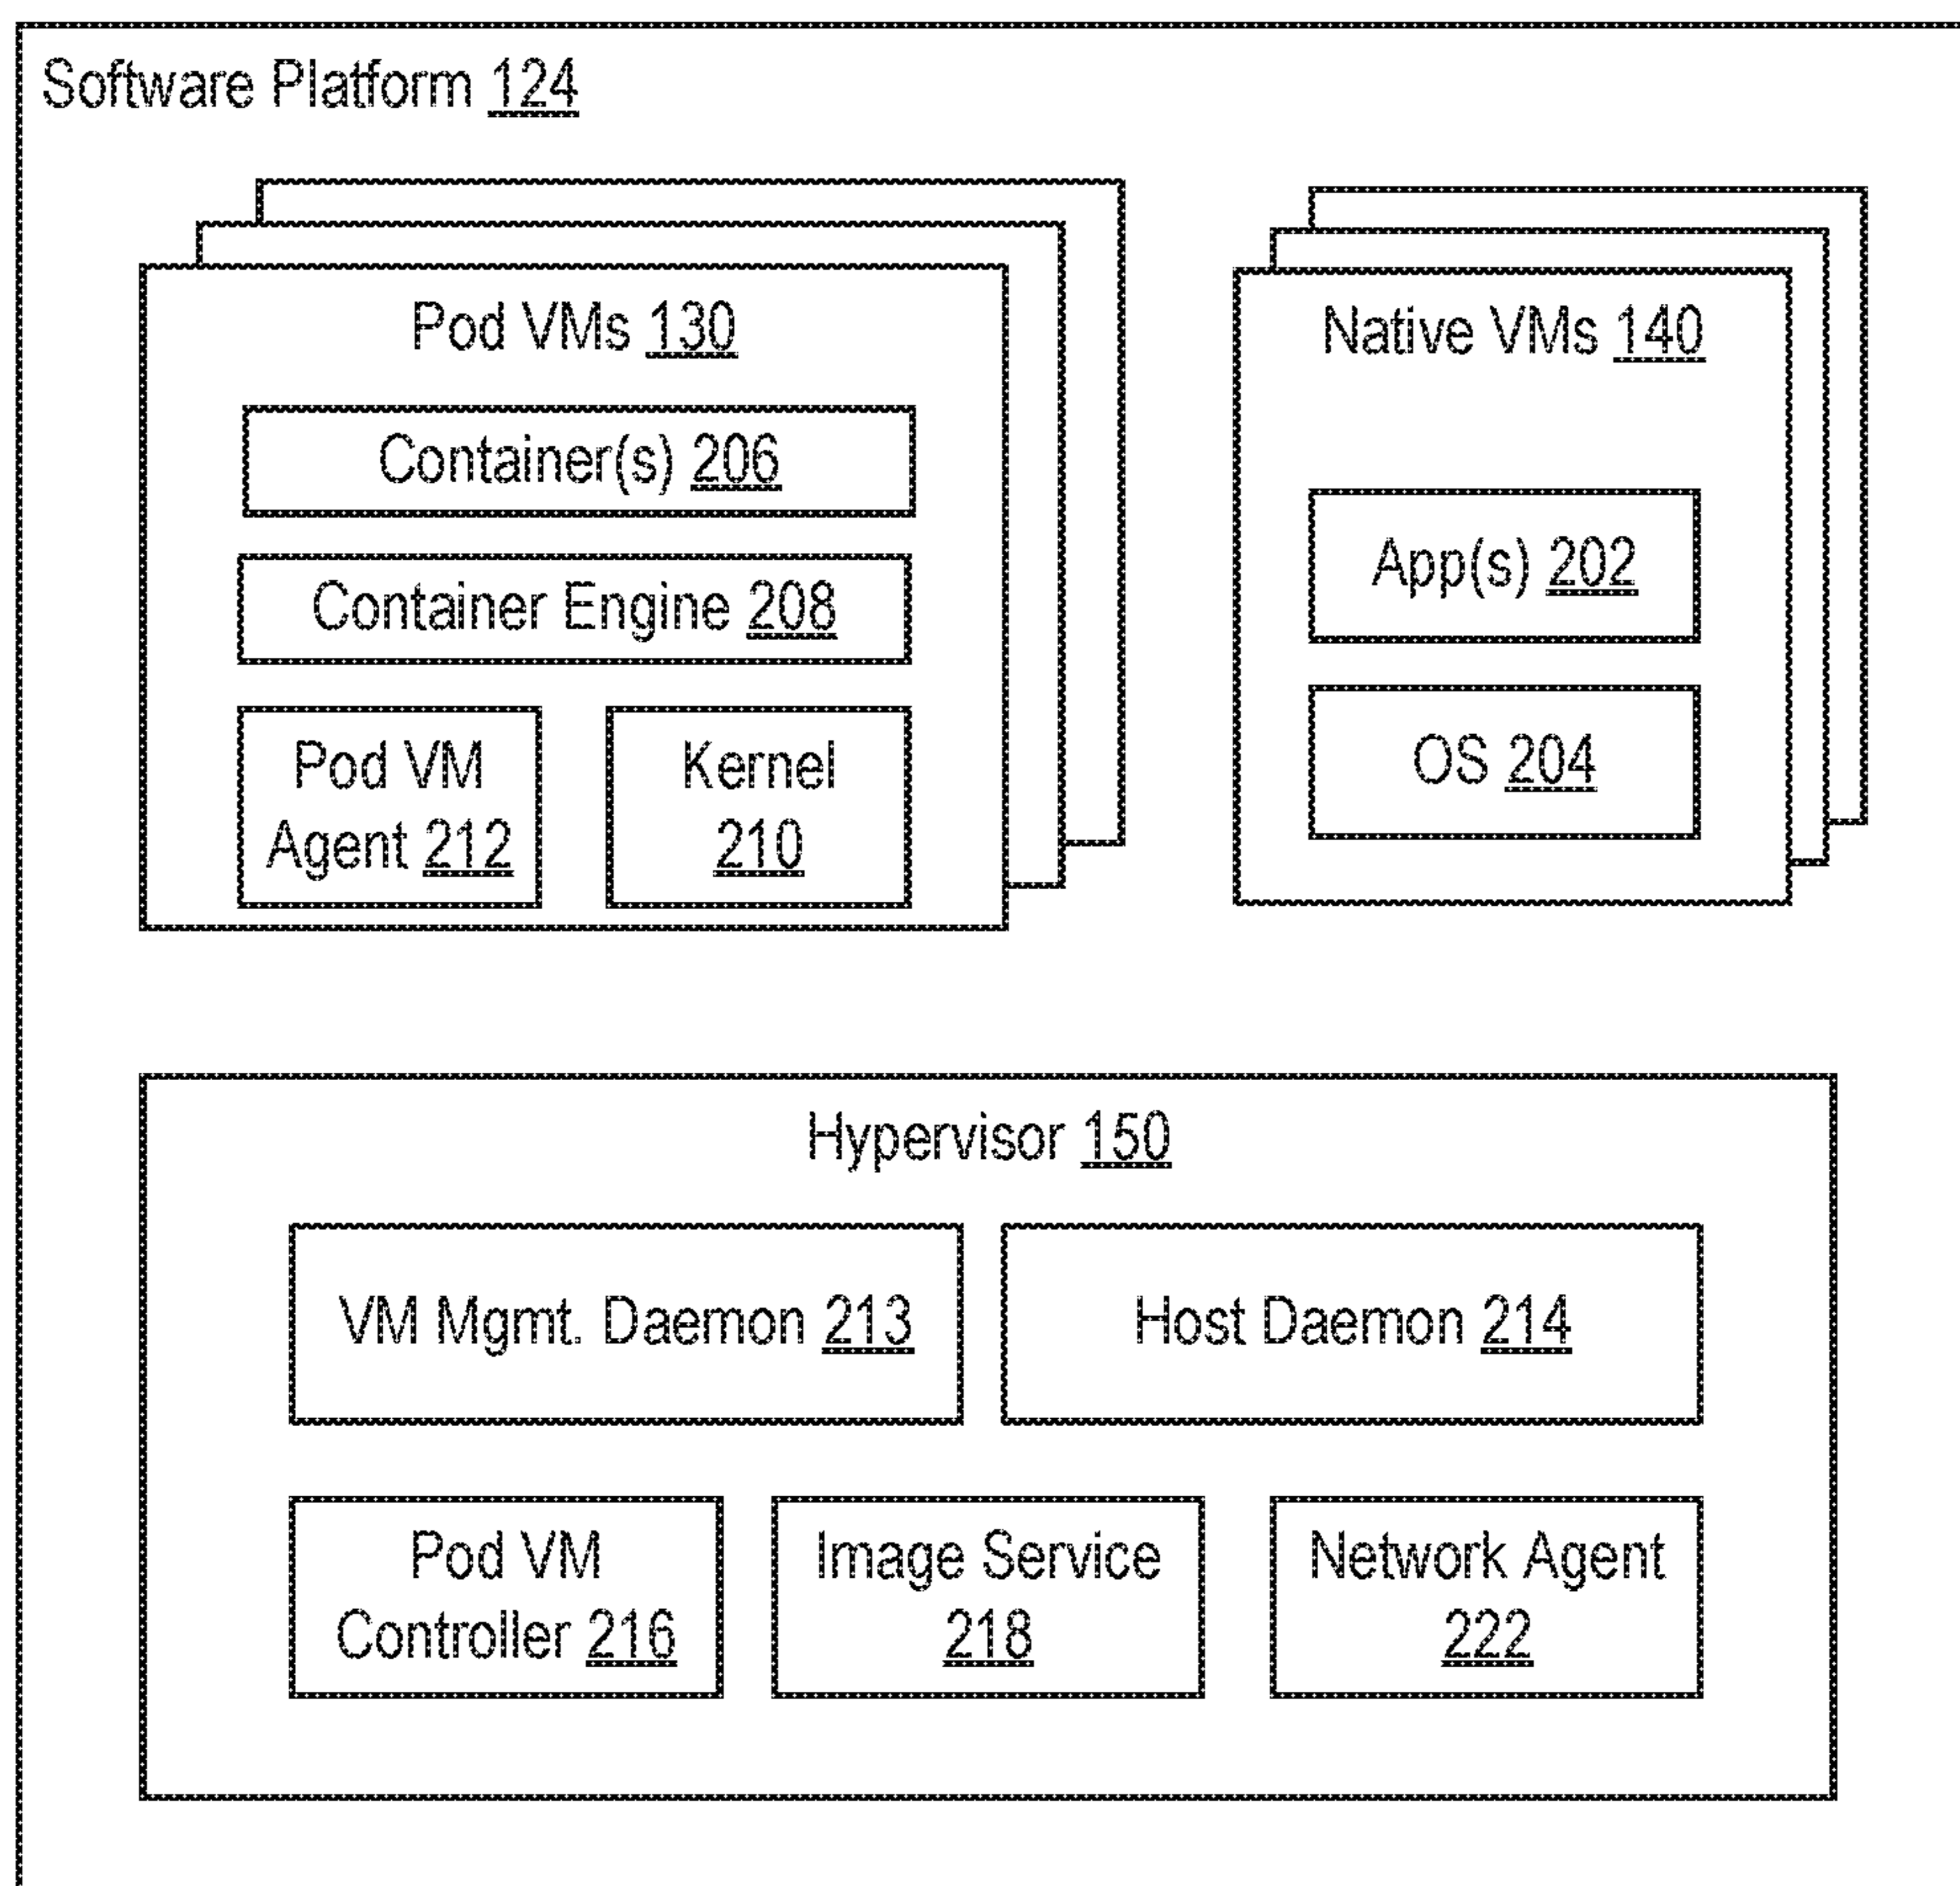 Software Platform 124
Pod VMs 130
Container(s) 206
Container Engine 208
Pod VM
Agent 212
Kernel
210
Native VMs 140
App(s) 202
OS 204
Hypervisor 150
VM Mgmt. Daemon 213
Host Daemon 214
Pod VM
Controller 216
Image Service
218
Network Agent
222